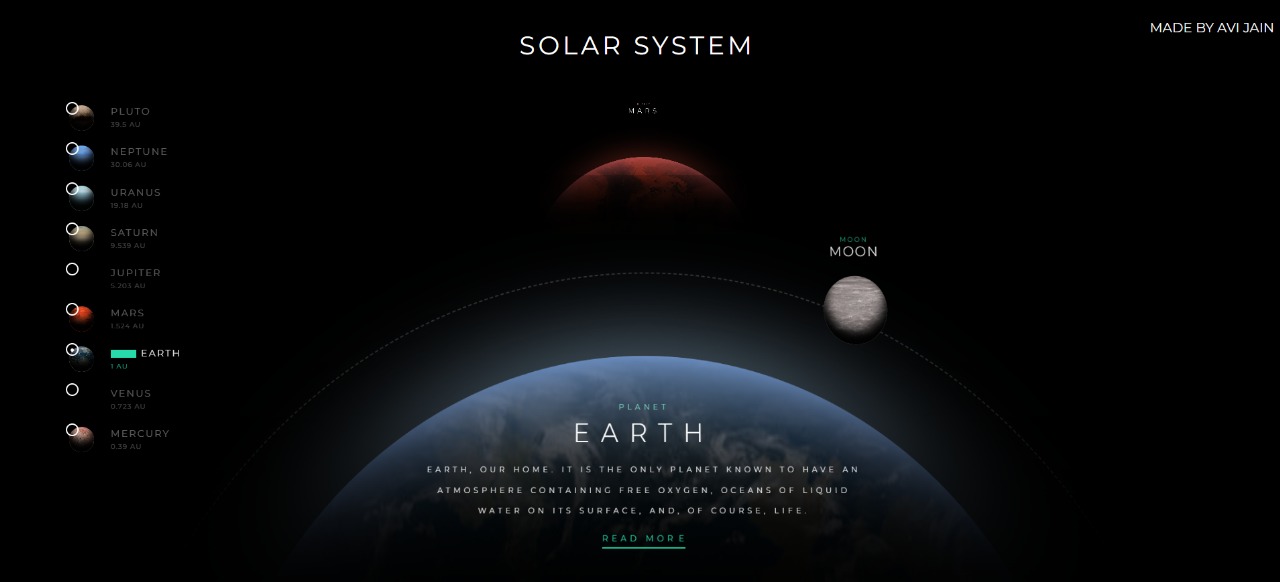 SOLAR SYSTEM
MADE BY AVI JAIN
PLUTO
39.5 AU
NEPTUNE
30.06 AU
URANUS
19.18 AU
SATURN
9.539 AU
JUPITER
5.203 AU
MARS
1.524 AU
EARTH
1 AU
VENUS
0.723 AU
MERCURY
0.39 AU
MARS
MOON
MOON
PLANET
EARTH
EARTH, OUR HOME. IT IS THE ONLY PLANET KNOWN TO HAVE AN
ATMOSPHERE CONTAINING FREE OXYGEN, OCEANS OF LIQUID
WATER ON ITS SURFACE, AND, OF COURSE, LIFE.
READ MORE